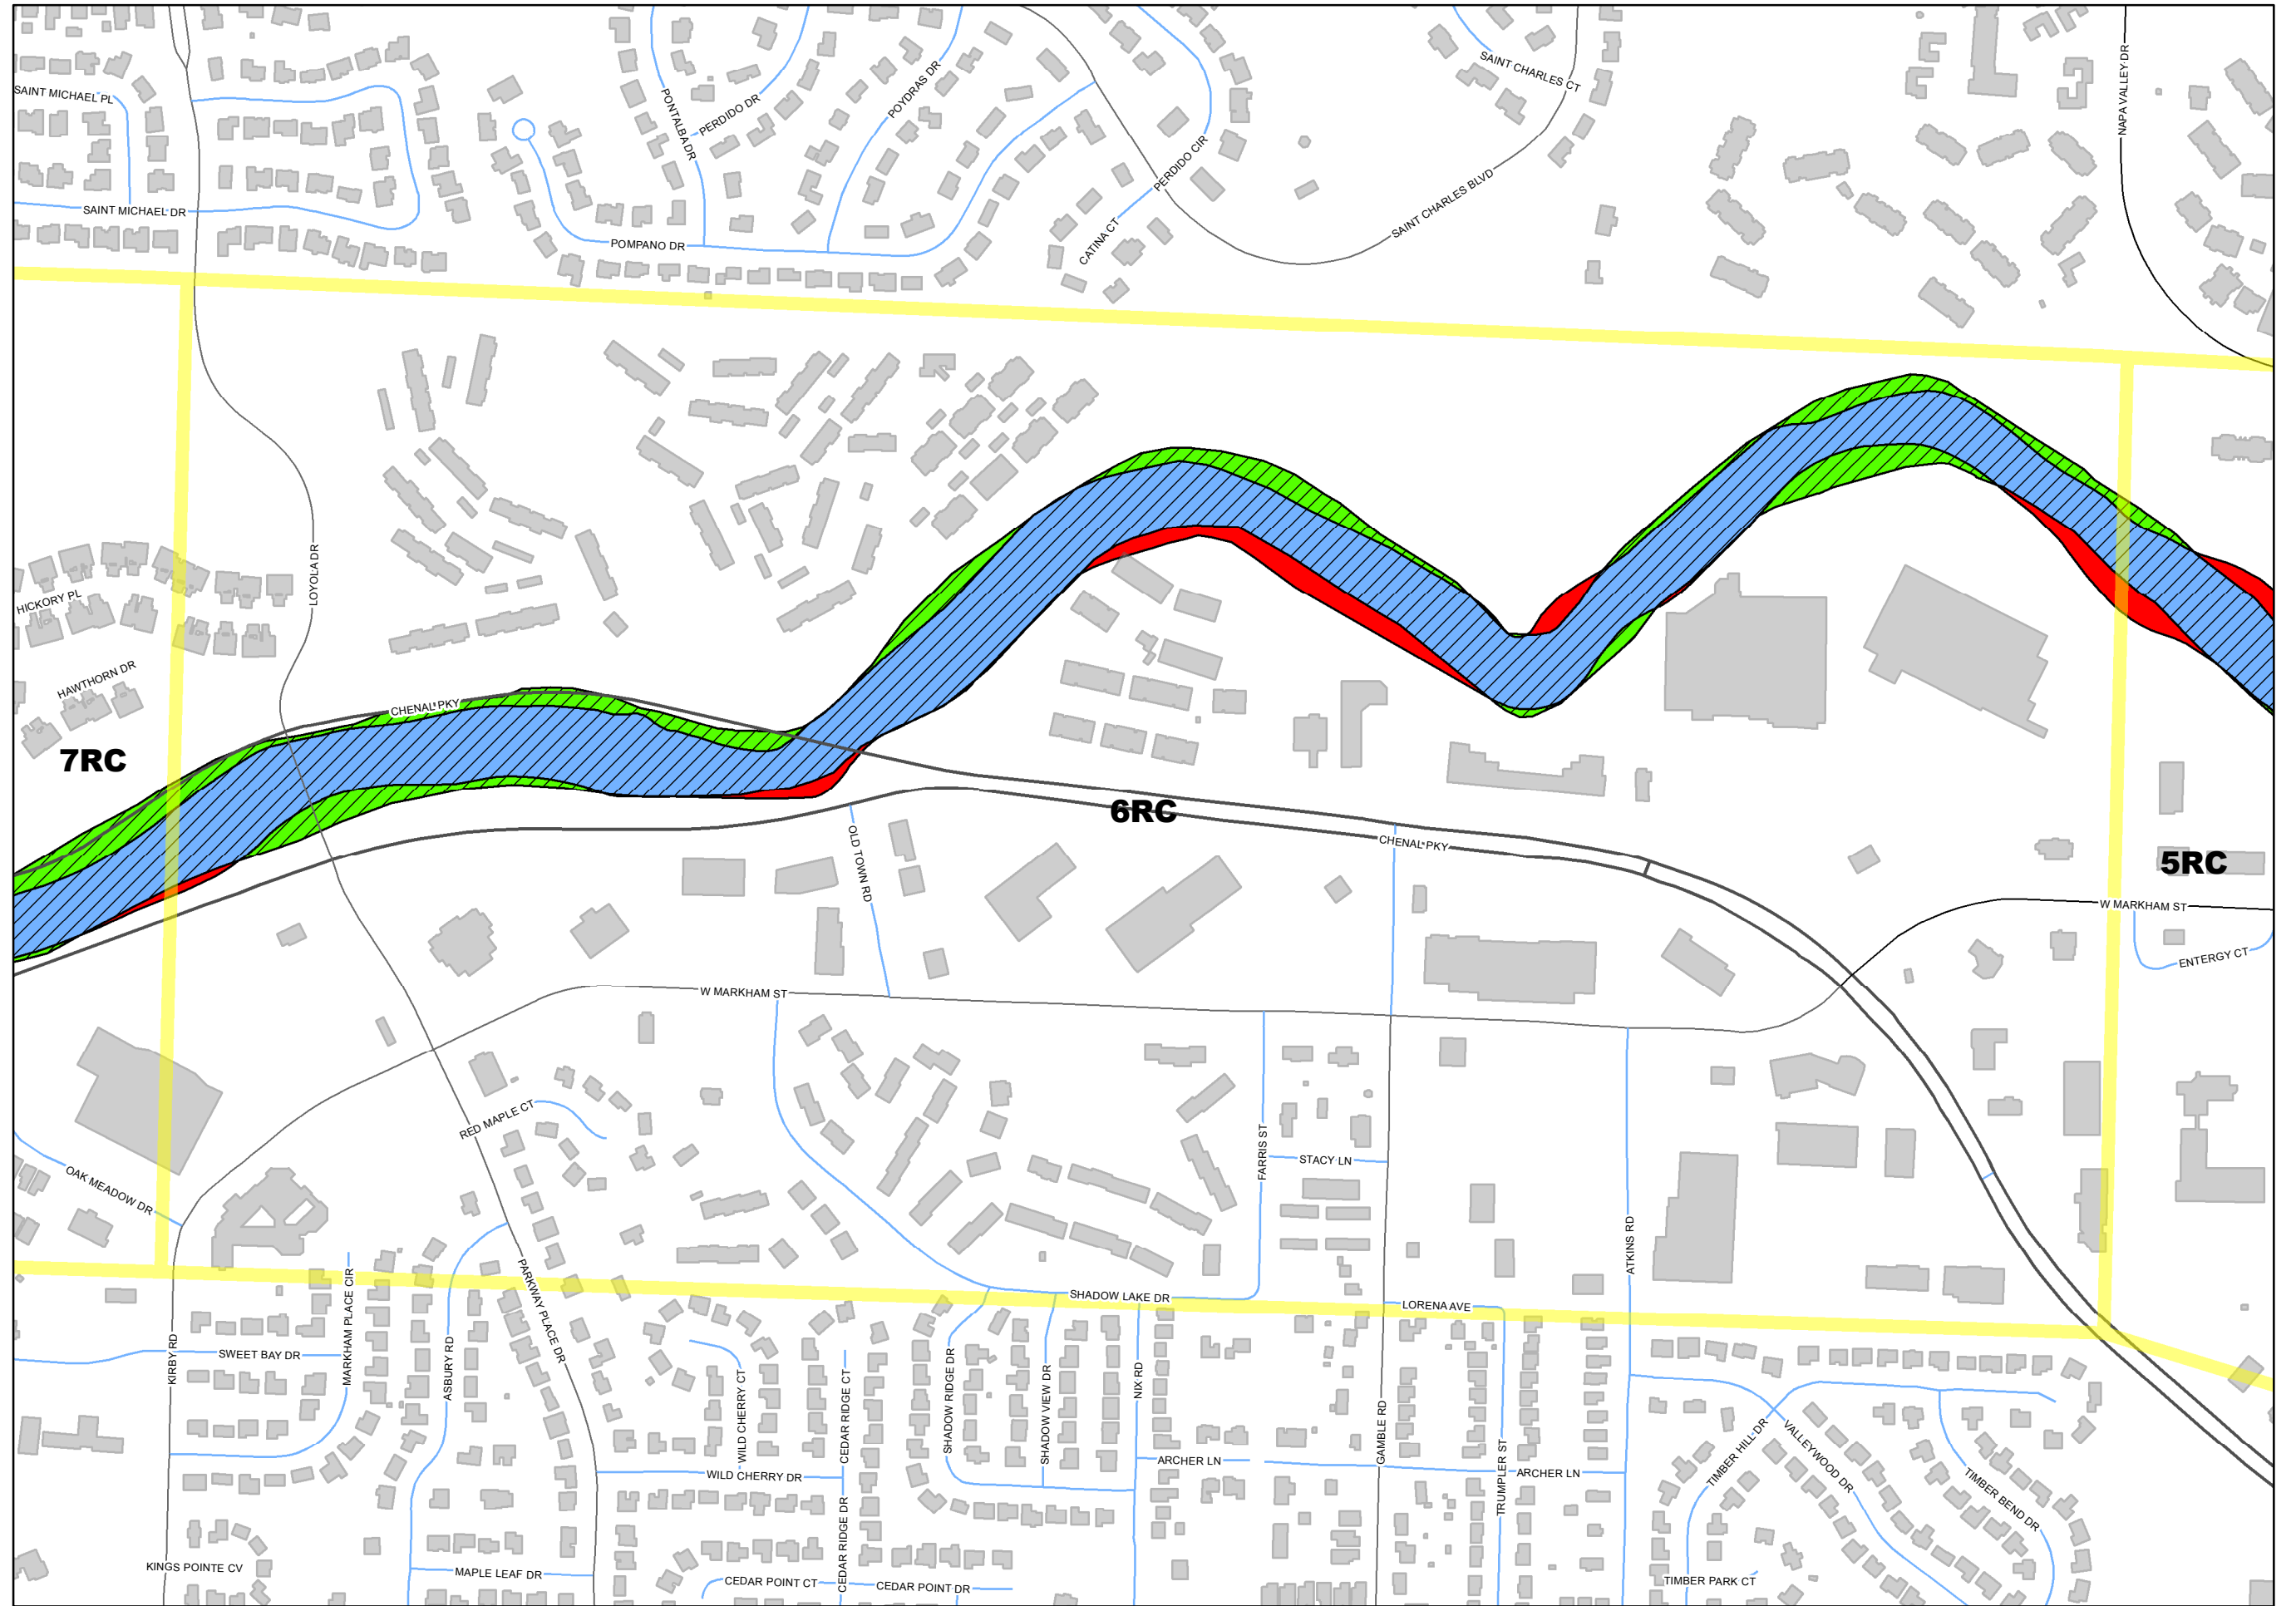 SAINT CHARLES CT
NAPA VALLEY DR
SAINT MICHAEL PL
PONTALBA DR
PERDIDO DR
POYDRAS DR
PERDIDO CIR
SAINT CHARLES BLVD
SAINT MICHAEL DR
POMPANO DR
CATINA CT
LOYOLA DR
HICKORY PL
HAWTHORN DR
CHENAL PKY
7RC
6RC
CHENAL PKY
5RC
OLD TOWN RD
W MARKHAM ST
ENTERGY CT
W MARKHAM ST
RED MAPLE CT
FARRIS ST
STACY LN
OAK MEADOW DR
ATKINS RD
PARKWAY PLACE DR
MARKHAM PLACE CIR
SHADOW LAKE DR
LORENA AVE
KIRBY RD
SWEET BAY DR
ASBURY RD
WILD CHERRY CT
CEDAR RIDGE CT
SHADOW RIDGE DR
SHADOW VIEW DR
NIX RD
GAMBLE RD
TRUMPLER ST
TIMBER HILL DR
VALLEYWOOD DR
TIMBER BEND DR
WILD CHERRY DR
ARCHER LN
ARCHER LN
CEDAR RIDGE DR
KINGS POINTE CV
MAPLE LEAF DR
CEDAR POINT CT
CEDAR POINT DR
TIMBER PARK CT